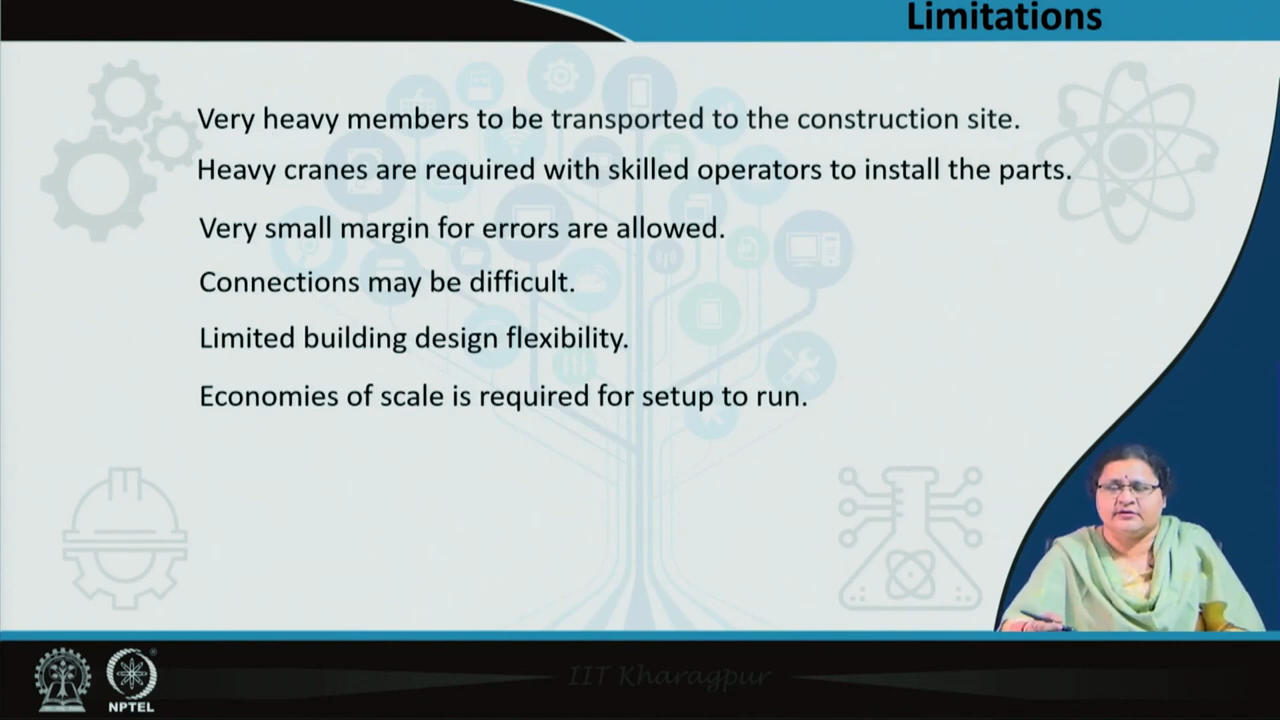 Limitations
Very heavy members to be transported to the construction site.
Heavy cranes are required with skilled operators to install the parts.
Very small margin for errors are allowed.
Connections may be difficult.
Limited building design flexibility.
Economies of scale is required for setup to run.
IIT Kharagpur
NPTEL